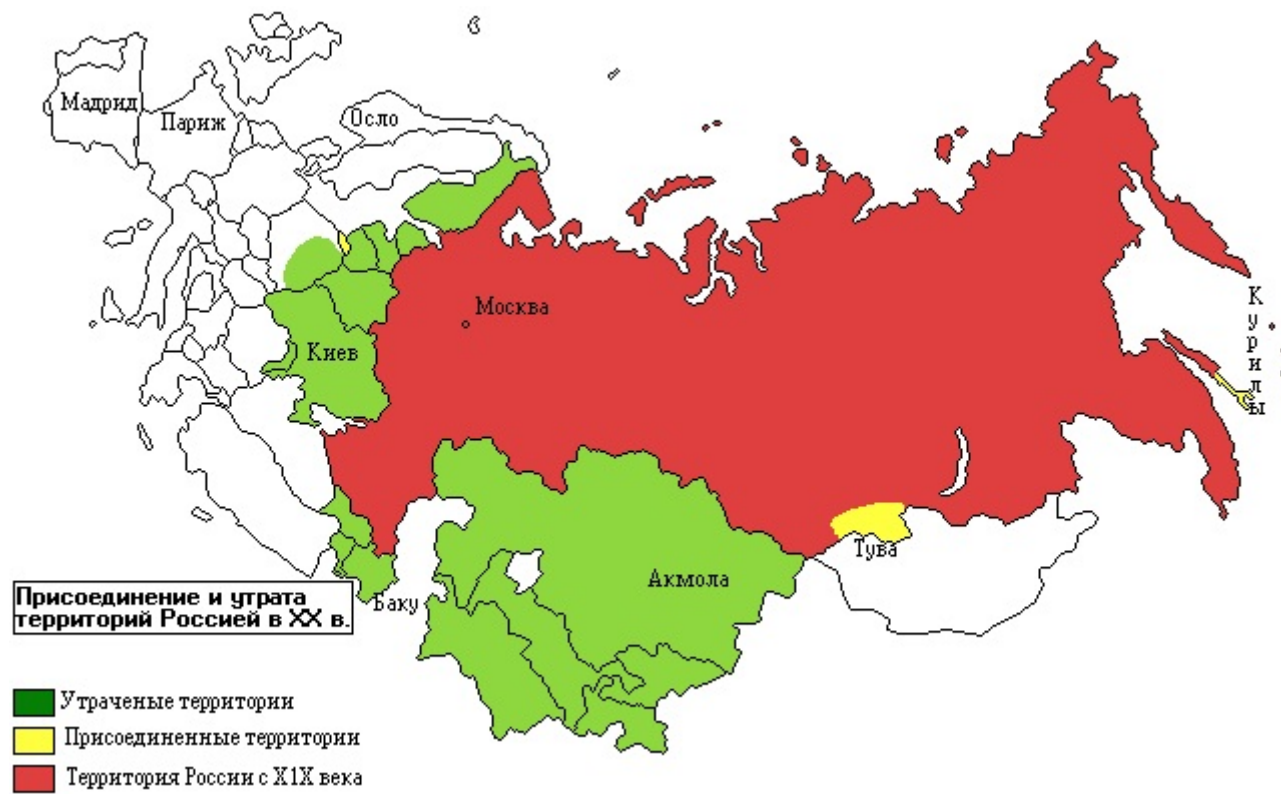 Мадрид
Париж
Осло
Москва
Киев
Курилы
Тува
Акмола
Баку
Присоединение и утрата
территорий Россией в XX в.
Утраченые территории
Присоединенные территории
Территория России с X1X века